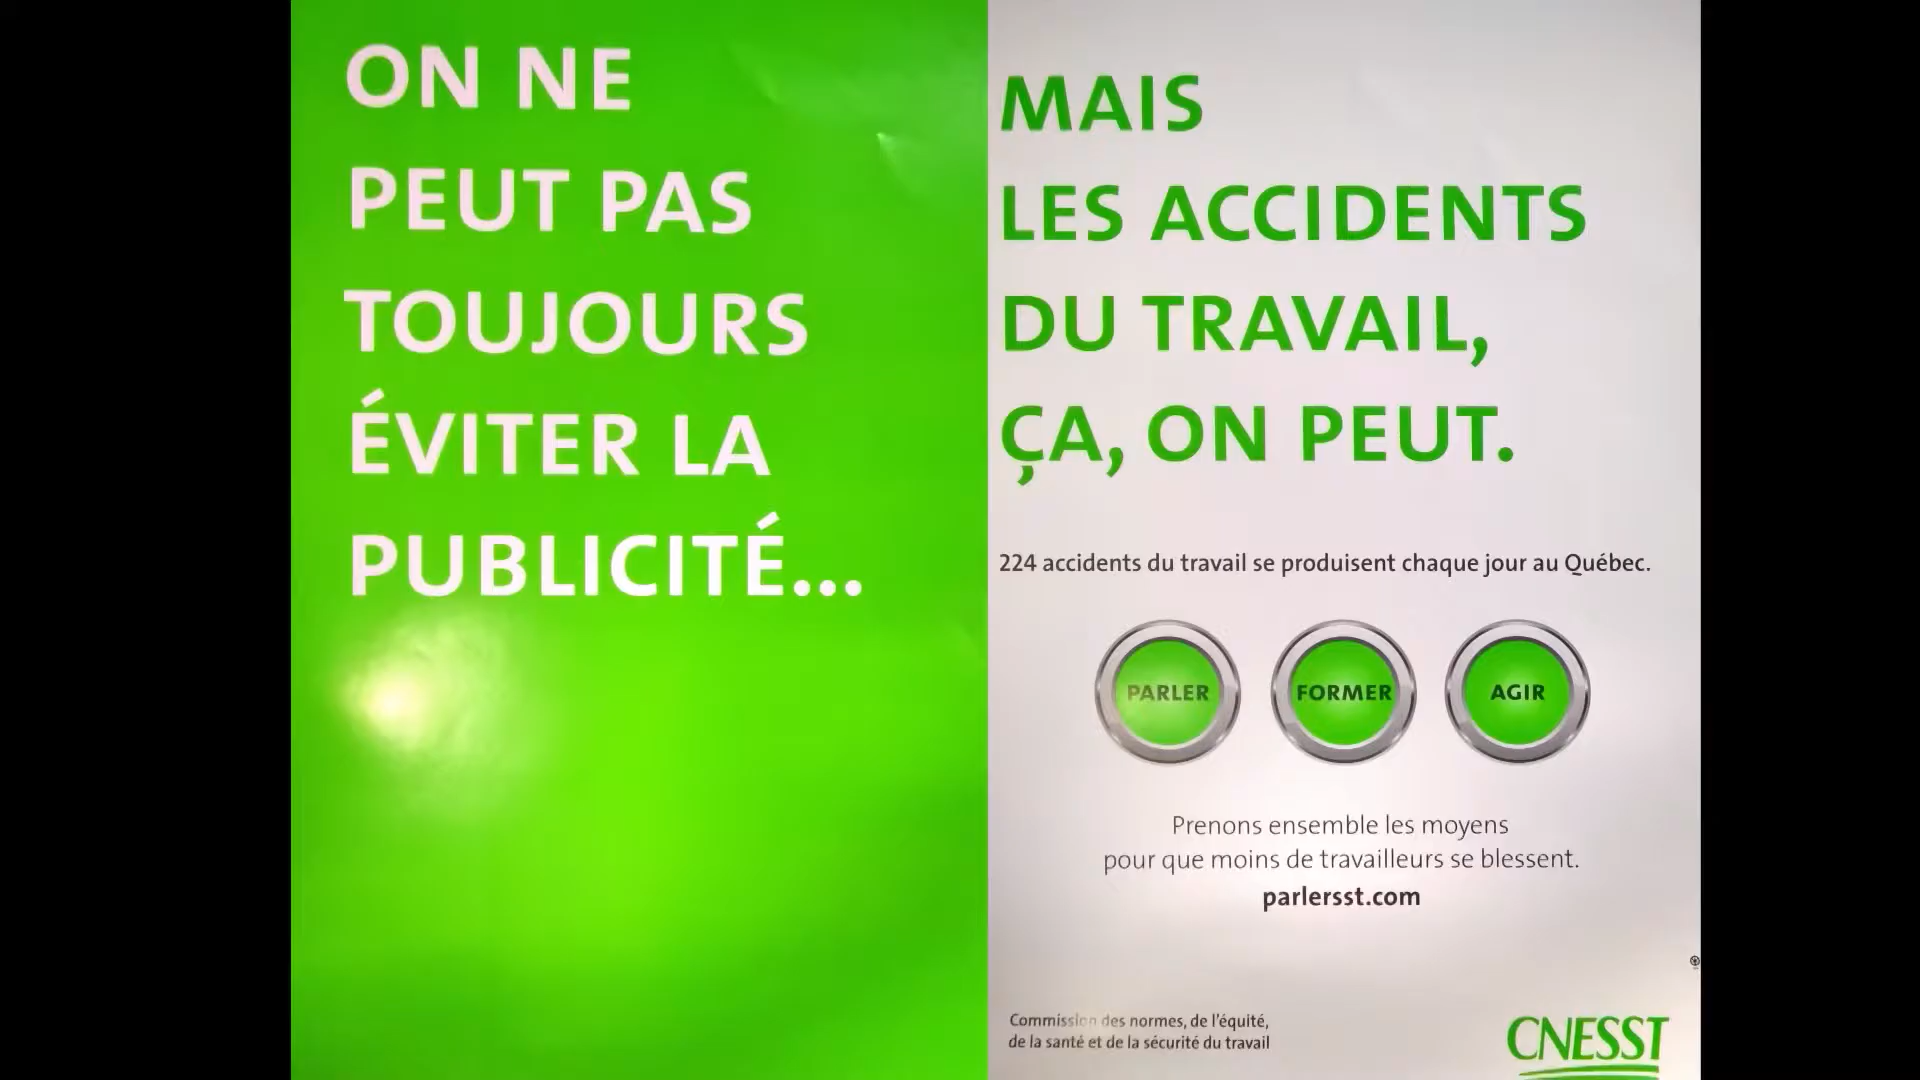 ON NE
PEUT PAS
TOUJOURS
ÉVITER LA
PUBLICITÉ...
MAIS
LES ACCIDENTS
DU TRAVAIL,
ÇA, ON PEUT.
224 accidents du travail se produisent chaque jour au Québec.
PARLER
FORMER
AGIR
Prenons ensemble les moyens
pour que moins de travailleurs se blessent.
parlersst.com
Commission des normes, de l'équité,
de la santé et de la sécurité du travail
CNESST